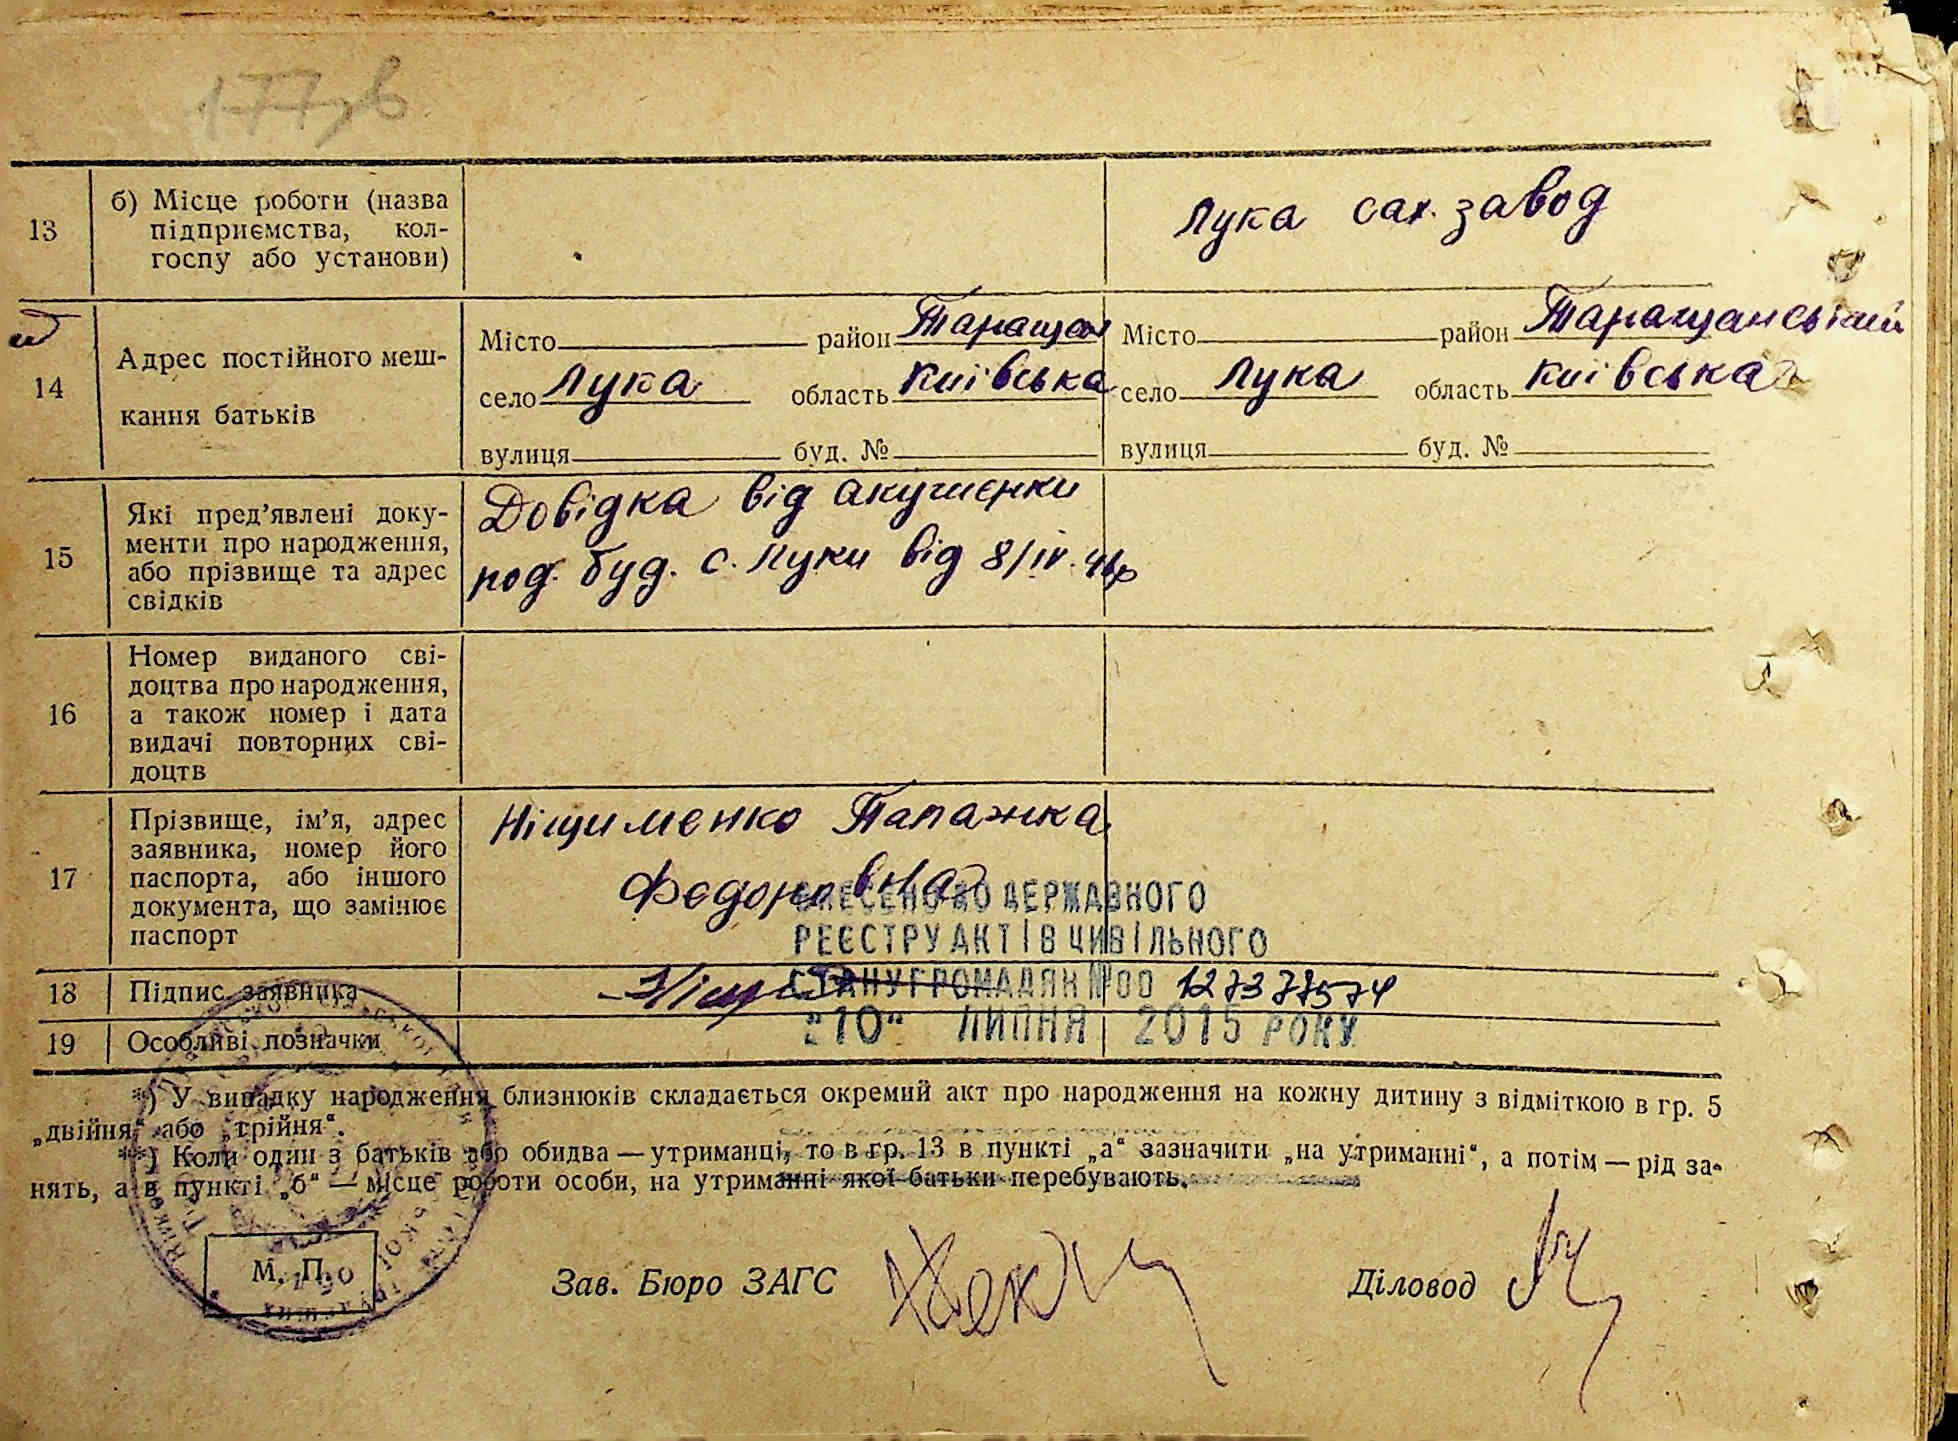 177зв
13
б) Місце роботи (назва
підприємства, кол-
госпу або установи)
Лука сах. завод
14
Адрес постійного меш-
кання батьків
Місто район Таращан
село Лука область Київська
вулиця буд. №
Місто район Таращанський
село Лука область Київська
вулиця буд. №
15
Які пред’явлені доку-
менти про народження,
або прізвище та адрес
свідків
Довідка від акушєрки
род. буд. с. Луки від 8/IV. 46р
16
Номер виданого сві-
доцтва про народження,
а також номер і дата
видачі повторних сві-
доцтв
17
Прізвище, ім’я, адрес
заявника, номер його
паспорта, або іншого
документа, що замінює
паспорт
Ніщименко Паражка
Федоровна
ВНЕСЕНО ДО ДЕРЖАВНОГО
РЕЄСТРУ АКТІВ ЦИВІЛЬНОГО
СТАНУ ГРОМАДЯН №00
"10" ЛИПНЯ 2015 РОКУ
18
Підпис заявника
19
Особливі позначки
*) У випадку народження близнюків складається окремий акт про народження на кожну дитину з відміткою в гр. 5
„двійня“ або „трійня“.
**) Коли один з батьків або обидва — утриманці, то в гр. 13 в пункті „а“ зазначити „на утриманні“, а потім — рід за-
нять, а в пункті „б“ — місце роботи особи, на утриманні якої батьки перебувають.
М. П.
Зав. Бюро ЗАГС
Діловод